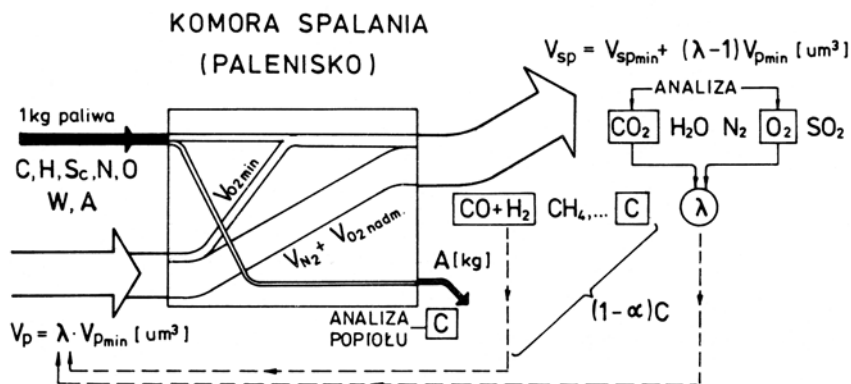 KOMORA SPALANIA
(PALENISKO)
V_sp = V_spmin + (λ-1) V_pmin [um³]
ANALIZA
CO₂ H₂O N₂ O₂ SO₂
λ
1kg paliwa
C, H, S_c, N, O
W, A
V_O2min
V_N2 + V_O2nadm.
CO+H₂ CH₄,... C
A [kg]
ANALIZA
POPIOŁU
C
(1-α)C
V_p = λ · V_pmin [um³]